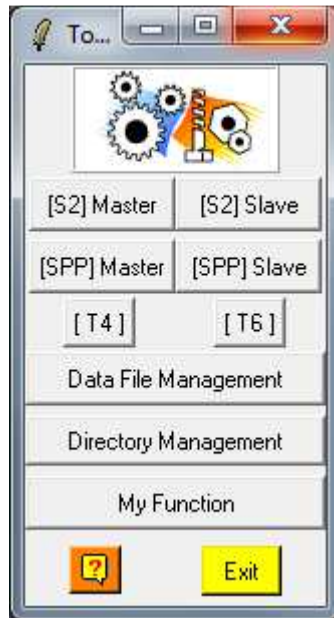 To...
[S2] Master [S2] Slave
[SPP] Master [SPP] Slave
[ T4 ] [ T6 ]
Data File Management
Directory Management
My Function
? Exit